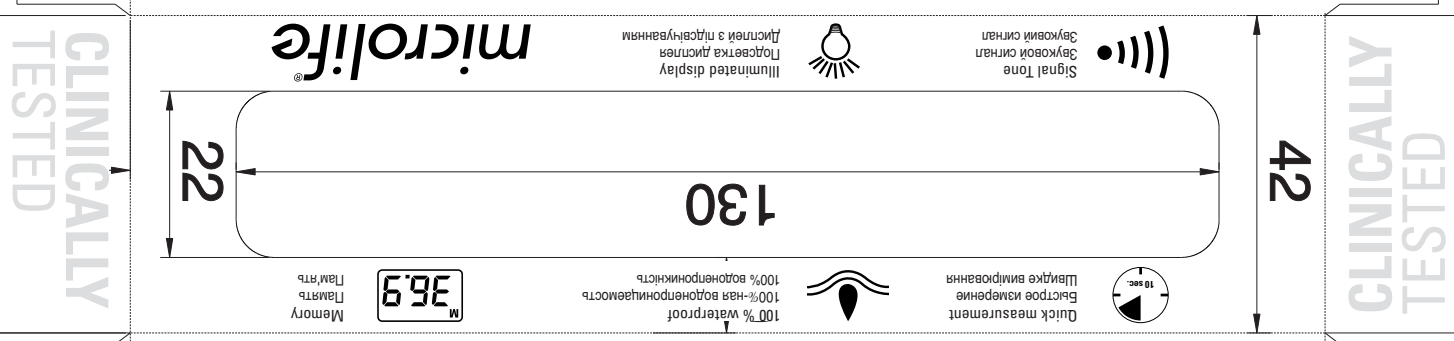 Quick measurement
Быстрое измерение
Швидке вимірювання
10 sec.
100 % waterproof
100%-ная водонепроницаемость
100% водонепроникність
Memory
Память
Пам'ять
36.9
M
130
22
42
Signal Tone
Звуковой сигнал
Звуковий сигнал
Illuminated display
Подсветка дисплея
Дисплей з підсвічуванням
microlife®
CLINICALLY
TESTED
CLINICALLY
TESTED